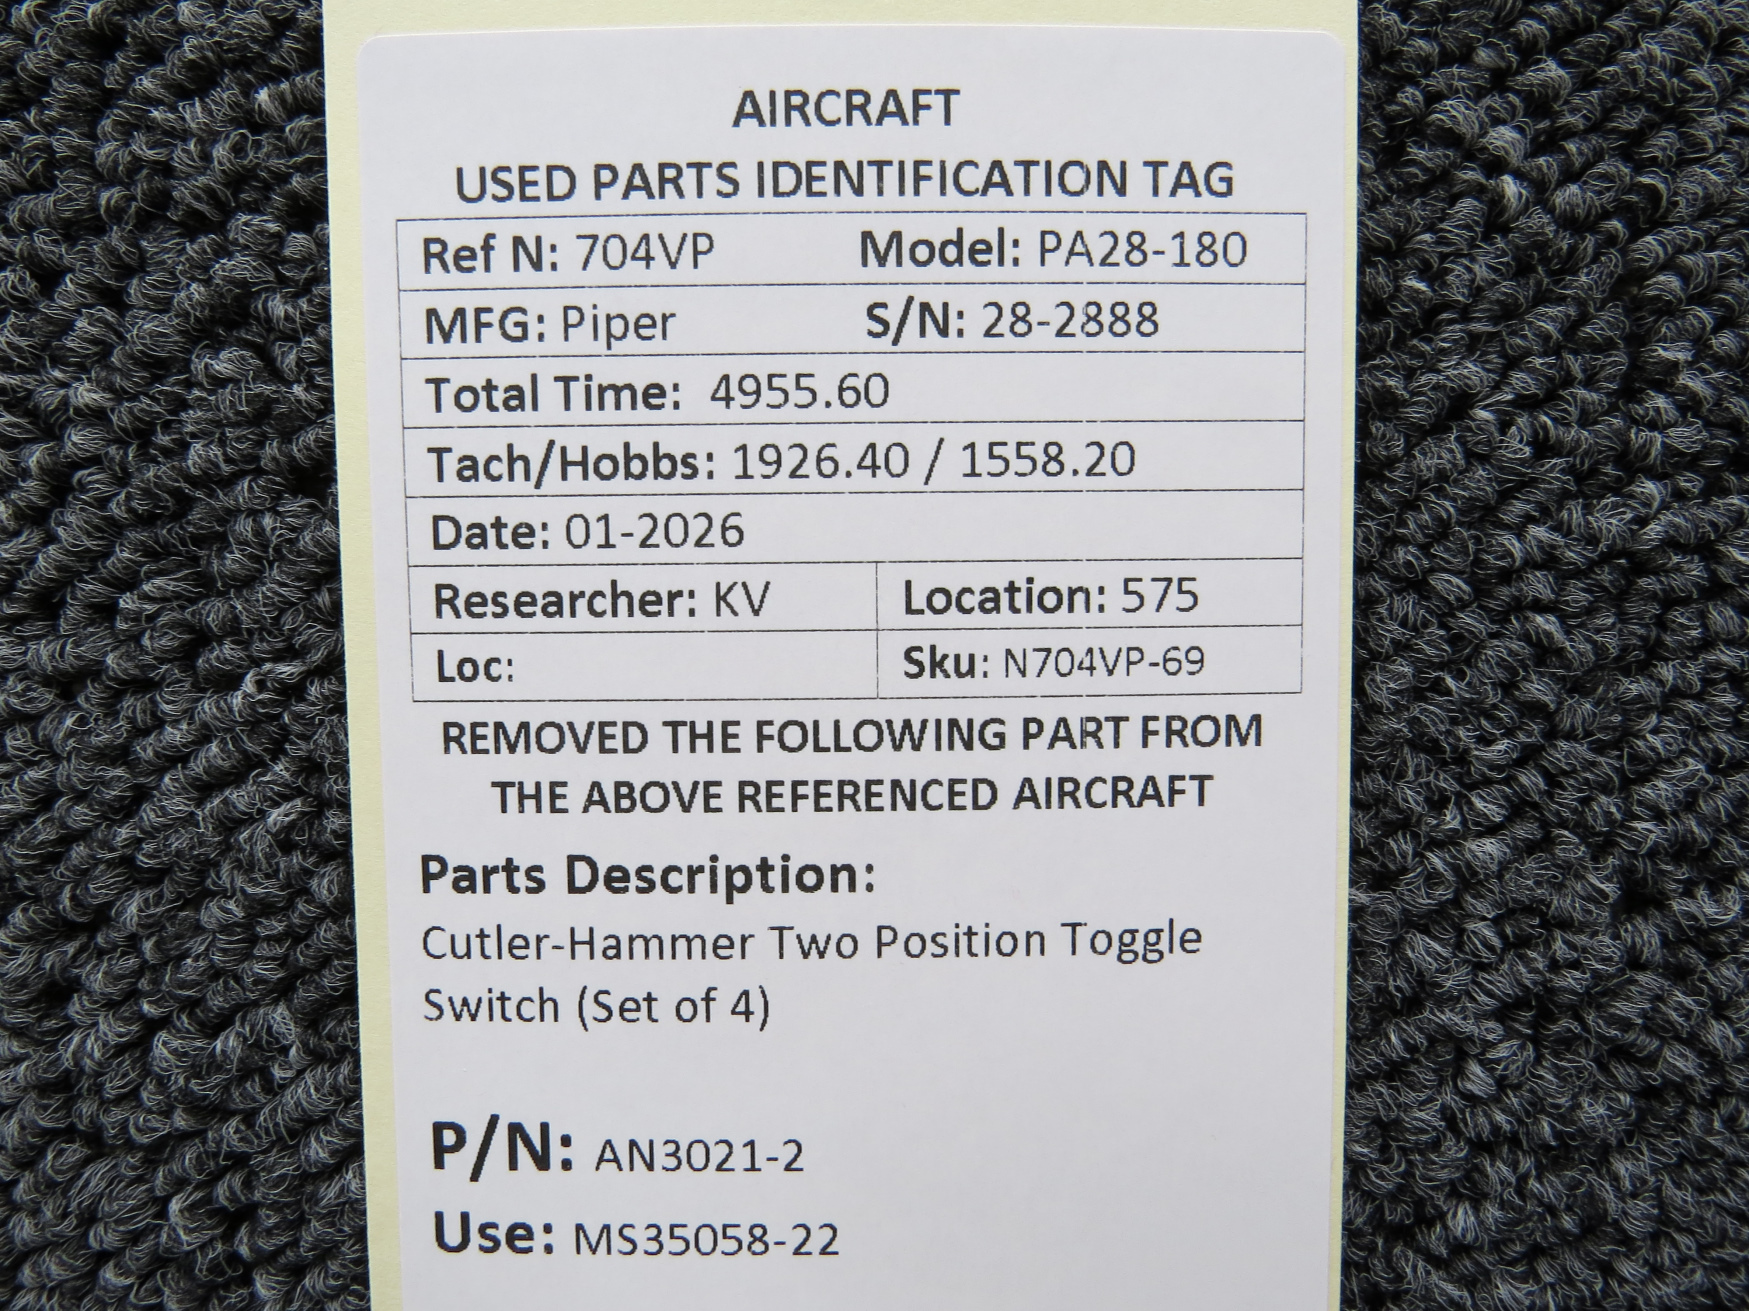 AIRCRAFT
USED PARTS IDENTIFICATION TAG
Ref N: 704VP Model: PA28-180
MFG: Piper S/N: 28-2888
Total Time: 4955.60
Tach/Hobbs: 1926.40 / 1558.20
Date: 01-2026
Researcher: KV Location: 575
Loc: Sku: N704VP-69
REMOVED THE FOLLOWING PART FROM
THE ABOVE REFERENCED AIRCRAFT
Parts Description:
Cutler-Hammer Two Position Toggle
Switch (Set of 4)
P/N: AN3021-2
Use: MS35058-22